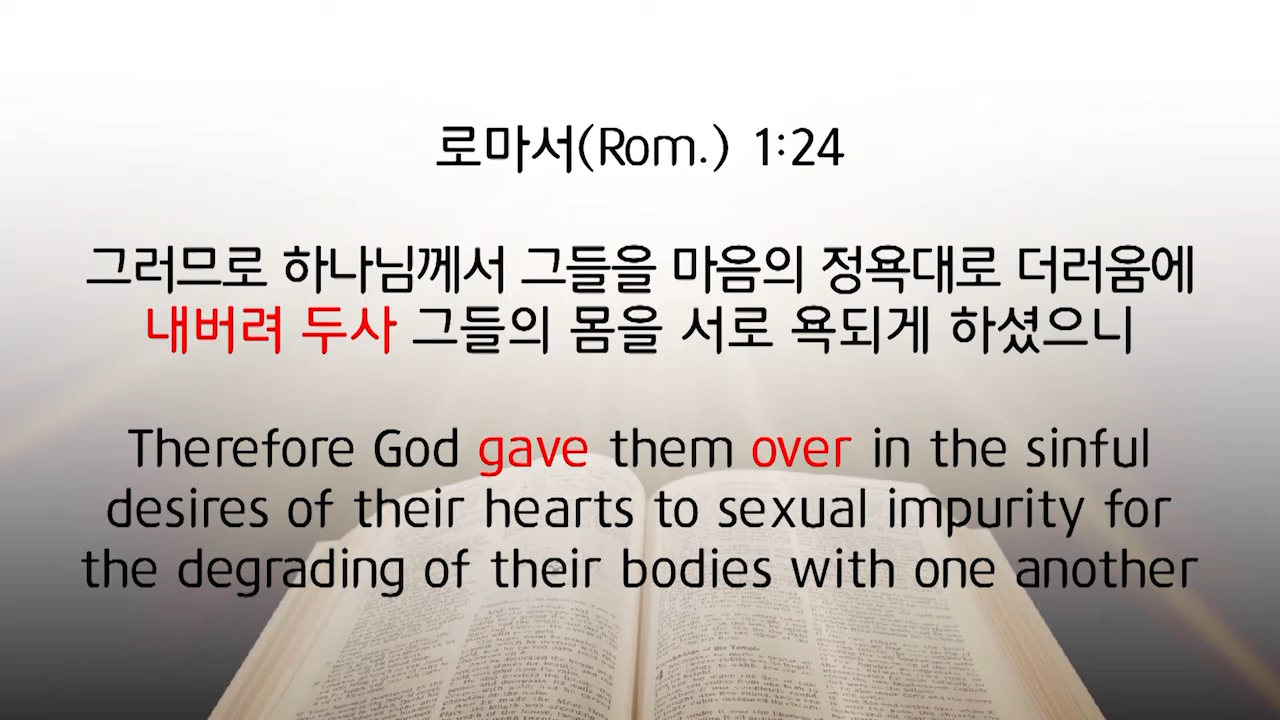 로마서(Rom.) 1:24
그러므로 하나님께서 그들을 마음의 정욕대로 더러움에
내버려 두사 그들의 몸을 서로 욕되게 하셨으니
Therefore God gave them over in the sinful
desires of their hearts to sexual impurity for
the degrading of their bodies with one another